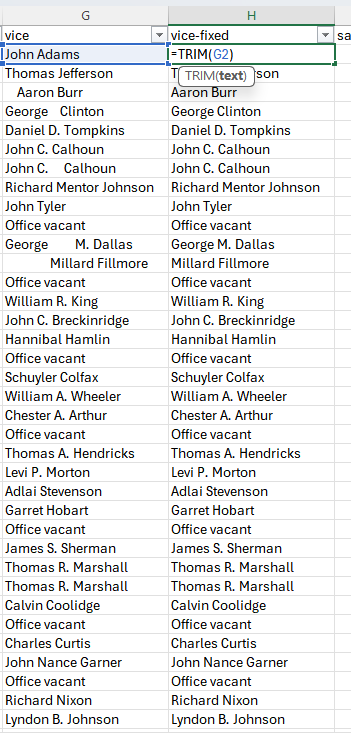 G H
vice vice-fixed sa
John Adams =TRIM(G2)
Thomas Jefferson T son
TRIM(text)
Aaron Burr Aaron Burr
George    Clinton George Clinton
Daniel D. Tompkins Daniel D. Tompkins
John C. Calhoun John C. Calhoun
John C.     Calhoun John C. Calhoun
Richard Mentor Johnson Richard Mentor Johnson
John Tyler John Tyler
Office vacant Office vacant
George        M. Dallas George M. Dallas
Millard Fillmore Millard Fillmore
Office vacant Office vacant
William R. King William R. King
John C. Breckinridge John C. Breckinridge
Hannibal Hamlin Hannibal Hamlin
Office vacant Office vacant
Schuyler Colfax Schuyler Colfax
William A. Wheeler William A. Wheeler
Chester A. Arthur Chester A. Arthur
Office vacant Office vacant
Thomas A. Hendricks Thomas A. Hendricks
Levi P. Morton Levi P. Morton
Adlai Stevenson Adlai Stevenson
Garret Hobart Garret Hobart
Office vacant Office vacant
James S. Sherman James S. Sherman
Thomas R. Marshall Thomas R. Marshall
Thomas R. Marshall Thomas R. Marshall
Calvin Coolidge Calvin Coolidge
Office vacant Office vacant
Charles Curtis Charles Curtis
John Nance Garner John Nance Garner
Office vacant Office vacant
Richard Nixon Richard Nixon
Lyndon B. Johnson Lyndon B. Johnson